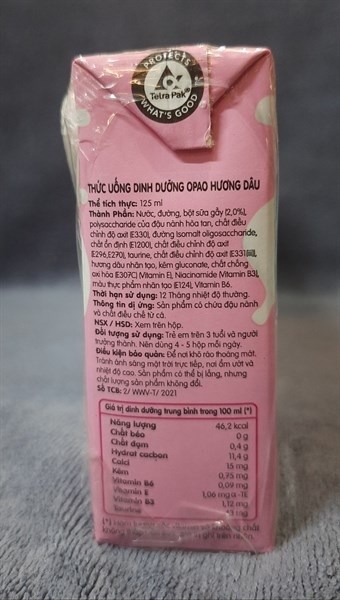 PROTECTS
Tetra Pak®
WHAT'S GOOD
THỨC UỐNG DINH DƯỠNG OPAO HƯƠNG DÂU
Thể tích thực: 125 ml
Thành Phần: Nước, đường, bột sữa gầy (2,0%),
polysaccharide của đậu nành hòa tan, chất điều
chỉnh độ axit (E330), đường Isomalt oligosaccharide,
chất ổn định (E1200), chất điều chỉnh độ axit
(E296,E270), taurine, chất điều chỉnh độ axit (E331(iii)),
hương dâu nhân tạo, kẽm gluconate, chất chống
oxi hóa (E307C) (Vitamin E), Niacinamide (Vitamin B3),
màu thực phẩm nhân tạo (E124), Vitamin B6.
Thời hạn sử dụng: 12 Tháng nhiệt độ thường.
Thông tin dị ứng: Sản phẩm có chứa đậu nành
và chất điều chế từ cá.
NSX / HSD: Xem trên hộp.
Đối tượng sử dụng: Trẻ em trên 3 tuổi và người
trưởng thành. Nên dùng 4 - 5 hộp mỗi ngày.
Điều kiện bảo quản: Để nơi khô ráo thoáng mát.
Tránh ánh sáng mặt trời trực tiếp, nơi ẩm ướt và
nhiệt độ cao. Sản phẩm có thể bị lắng, nhưng
chất lượng sản phẩm không đổi.
Số TCB: 2/ WWV-T/ 2021
Giá trị dinh dưỡng trung bình trong 100 ml (*)
Năng lượng 46,2 kcal
Chất béo 0 g
Chất đạm 0,4 g
Hydrat cacbon 11,4 g
Calci 15 mg
Kẽm 0,75 mg
Vitamin B6 0,09 mg
Vitamin E 1,06 mg α -TE
Vitamin B3 1,12 mg
Taurine mg